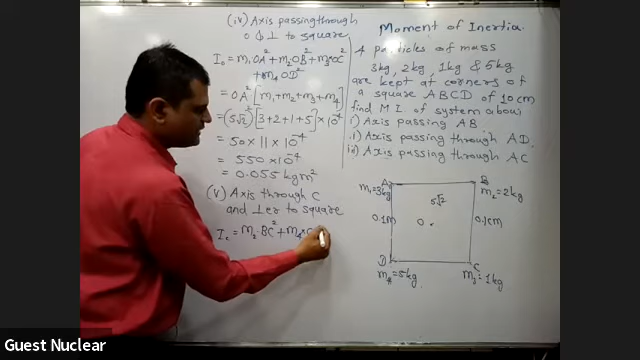 (iv) Axis passing through
O & ⊥ to square
I₀ = m₁OA² + m₂OB² + m₃OC²
+ m₄OD²
= OA² [m₁+m₂+m₃+m₄]
= (5√2)² [3+2+1+5] × 10⁻⁴
= 50 × 11 × 10⁻⁴
= 550 × 10⁻⁴
= 0.055 kgm²
(v) Axis through C
and ⊥er to square
I_c = m₂·BC² + m₄×
Moment of Inertia
4 particles of mass
3kg, 2kg, 1kg & 5kg
are kept at corners of
a square ABCD of 10cm
find M I of system about
i) Axis passing AB.
ii) Axis passing through AD.
iii) Axis passing through AC
A
B
m₁=3kg
m₂=2kg
5√2
0.1m
O
0.1cm
D
C
m₄=5kg
m₃=1kg
Guest Nuclear